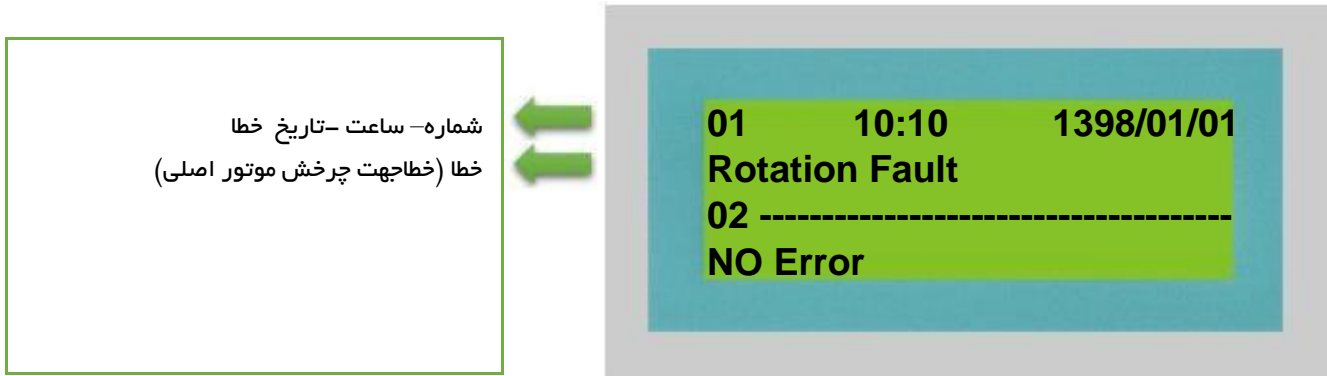 شماره– ساعت –تاریخ خطا
خطا (خطاجهت چرخش موتور اصلی)
01 10:10 1398/01/01
Rotation Fault
02 --------------------------------------
NO Error